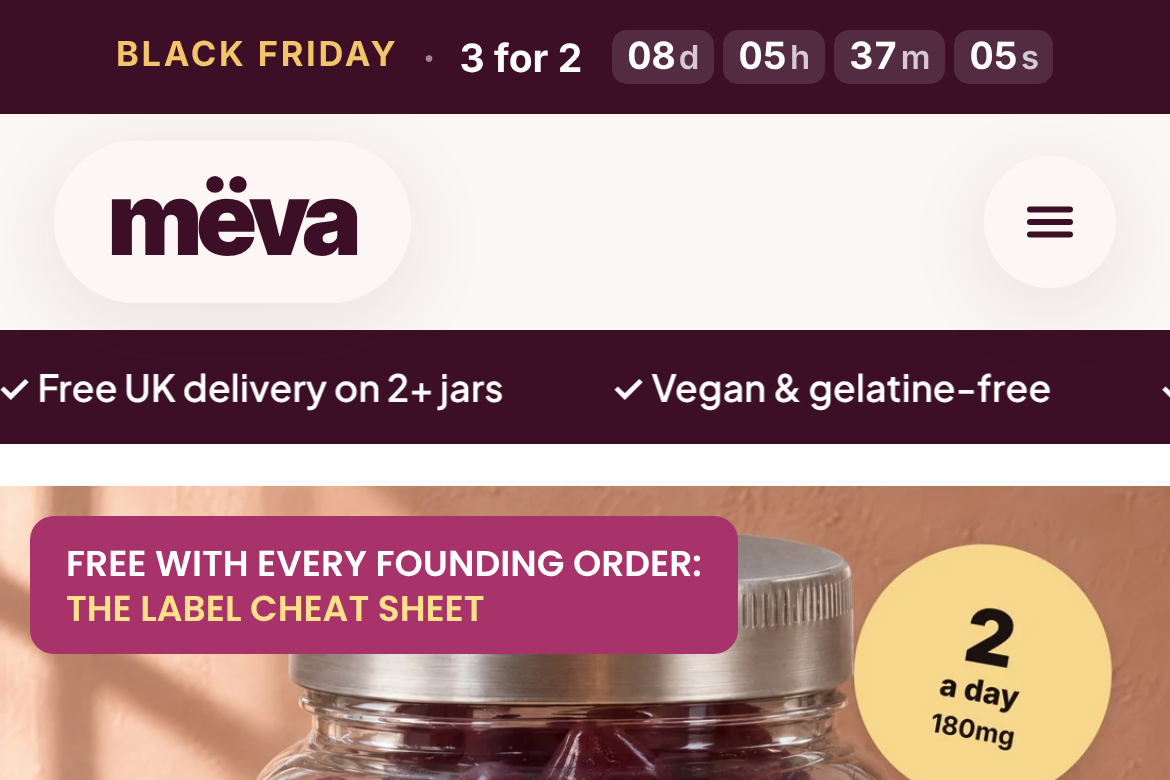 BLACK FRIDAY · 3 for 2 08d 05h 37m 05s
mëva
✓ Free UK delivery on 2+ jars ✓ Vegan & gelatine-free
FREE WITH EVERY FOUNDING ORDER:
THE LABEL CHEAT SHEET
2
a day
180mg